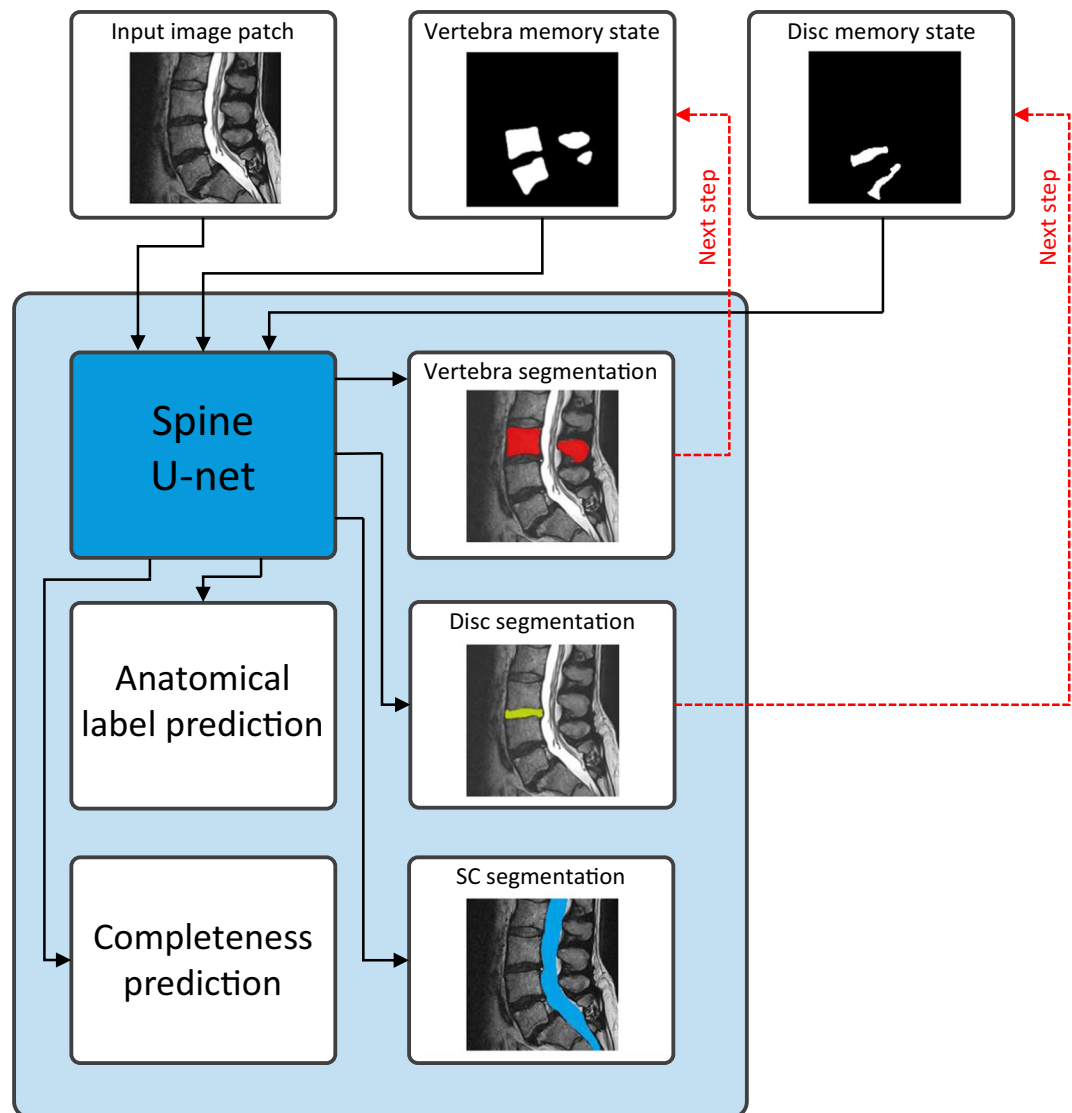 Input image patch
Vertebra memory state
Disc memory state
Next step
Next step
Spine
U-net
Vertebra segmentation
Anatomical
label prediction
Disc segmentation
Completeness
prediction
SC segmentation